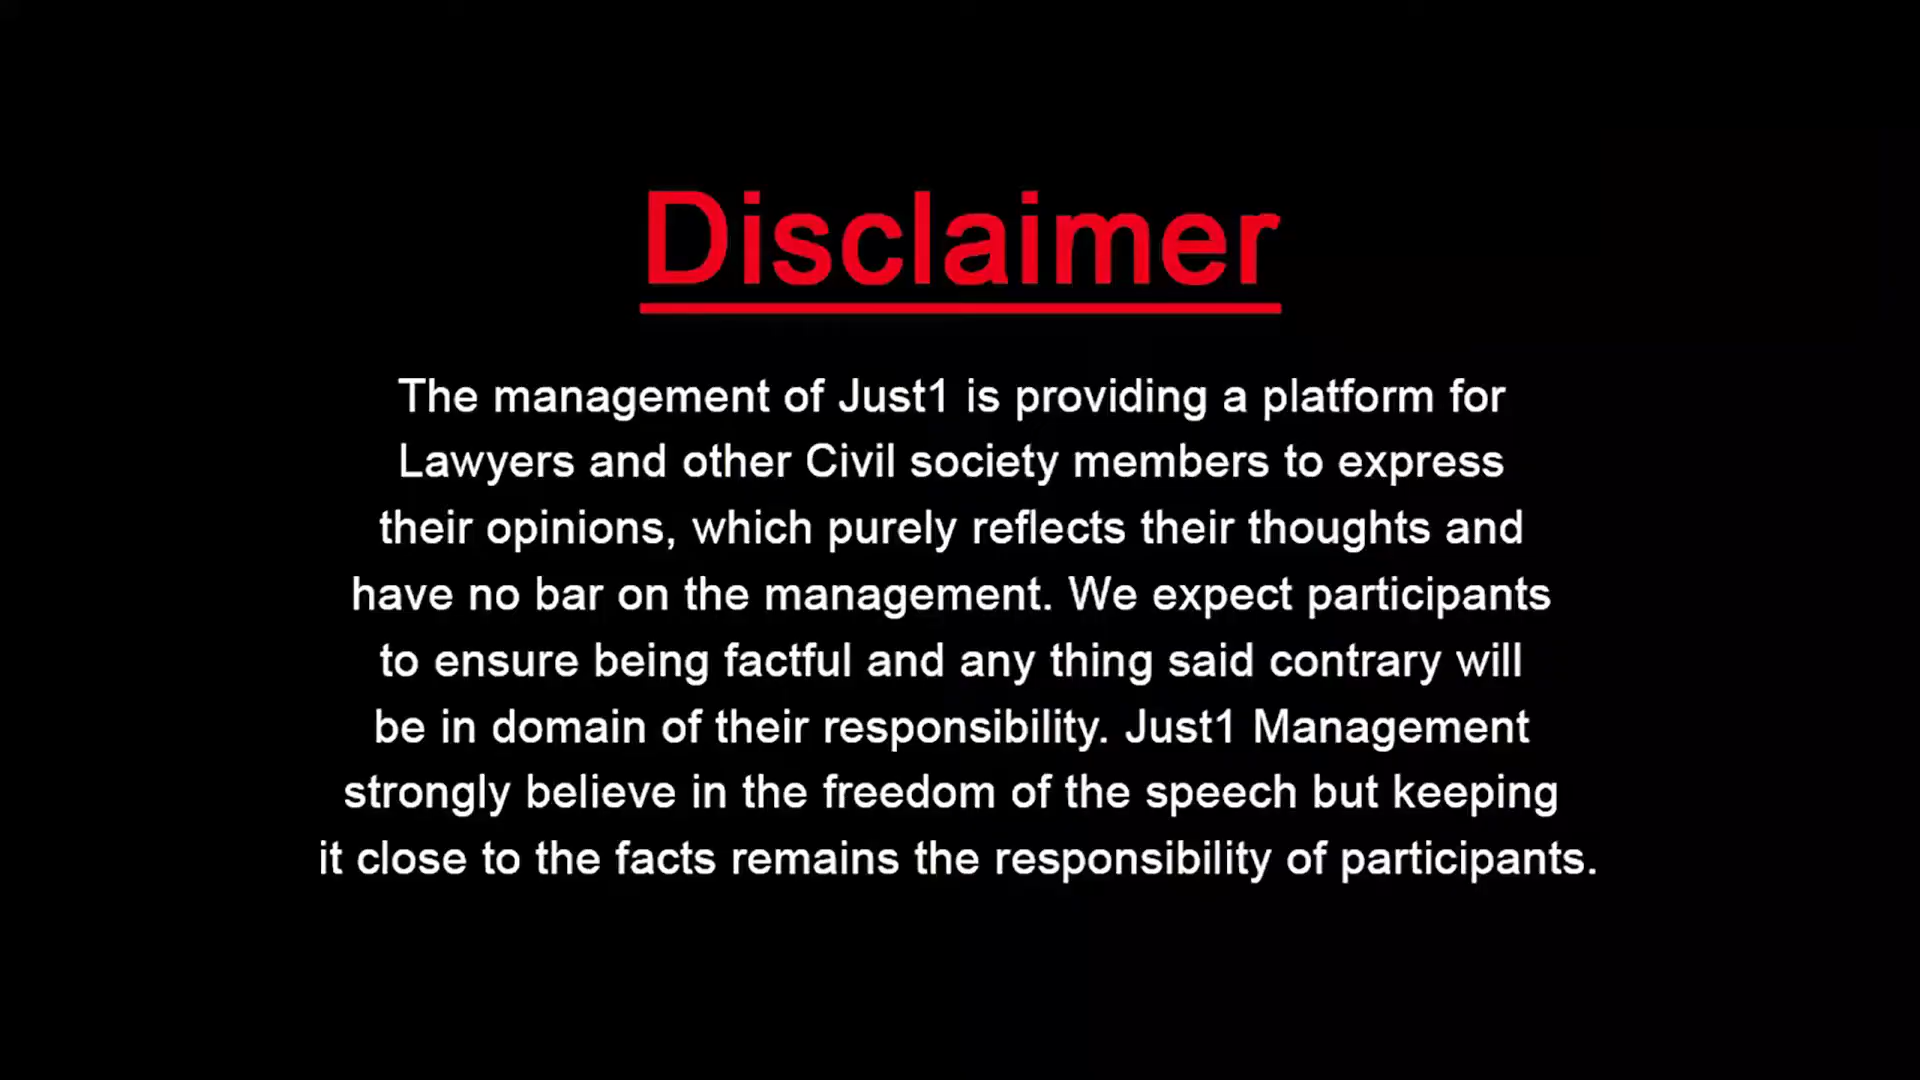 Disclaimer
The management of Just1 is providing a platform for
Lawyers and other Civil society members to express
their opinions, which purely reflects their thoughts and
have no bar on the management. We expect participants
to ensure being factful and any thing said contrary will
be in domain of their responsibility. Just1 Management
strongly believe in the freedom of the speech but keeping
it close to the facts remains the responsibility of participants.